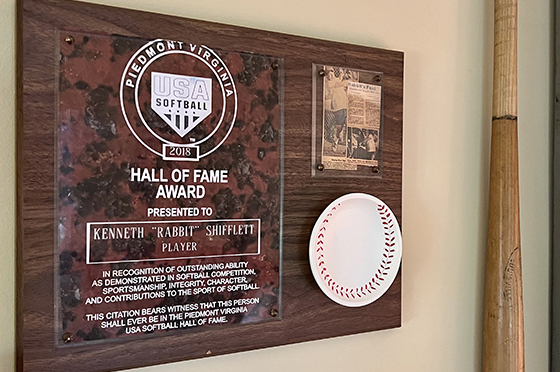 PIEDMONT VIRGINIA
USA
SOFTBALL
TM
2018
HALL OF FAME
AWARD
PRESENTED TO
KENNETH "RABBIT" SHIFFLETT
PLAYER
IN RECOGNITION OF OUTSTANDING ABILITY
AS DEMONSTRATED IN SOFTBALL COMPETITION,
SPORTSMANSHIP, INTEGRITY, CHARACTER,
AND CONTRIBUTIONS TO THE SPORT OF SOFTBALL.
THIS CITATION BEARS WITNESS THAT THIS PERSON
SHALL EVER BE IN THE PIEDMONT VIRGINIA
USA SOFTBALL HALL OF FAME.